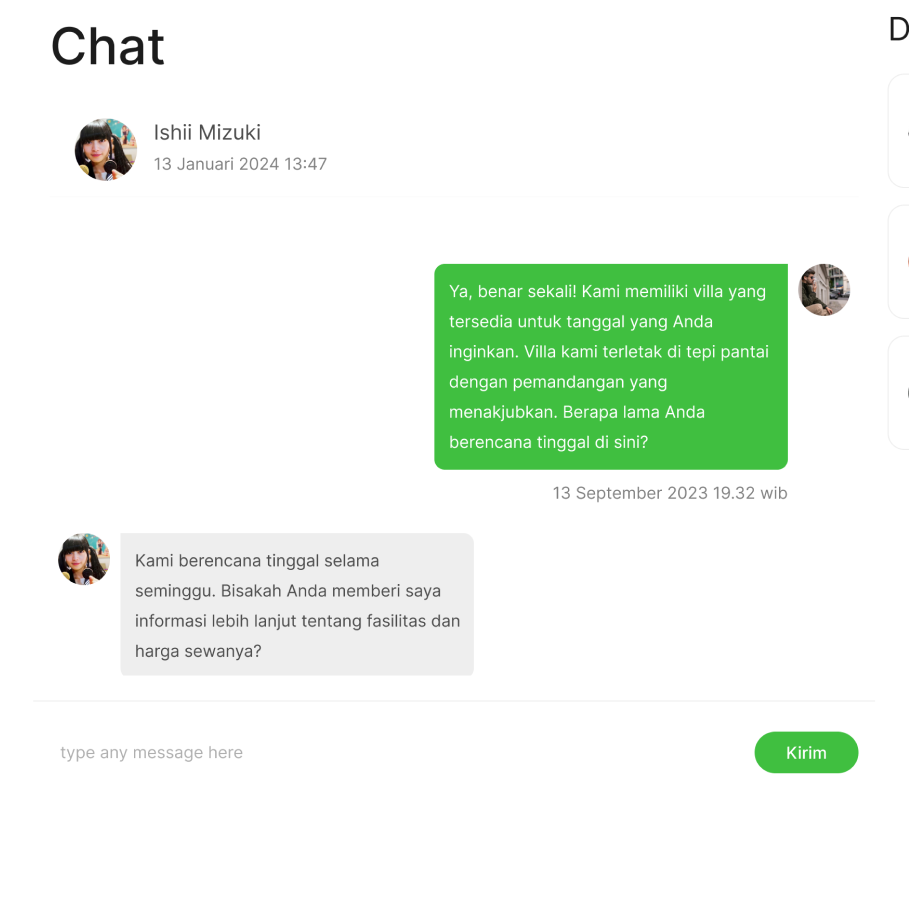 Chat
D
Ishii Mizuki
13 Januari 2024 13:47
Ya, benar sekali! Kami memiliki villa yang
tersedia untuk tanggal yang Anda
inginkan. Villa kami terletak di tepi pantai
dengan pemandangan yang
menakjubkan. Berapa lama Anda
berencana tinggal di sini?
13 September 2023 19.32 wib
Kami berencana tinggal selama
seminggu. Bisakah Anda memberi saya
informasi lebih lanjut tentang fasilitas dan
harga sewanya?
type any message here
Kirim